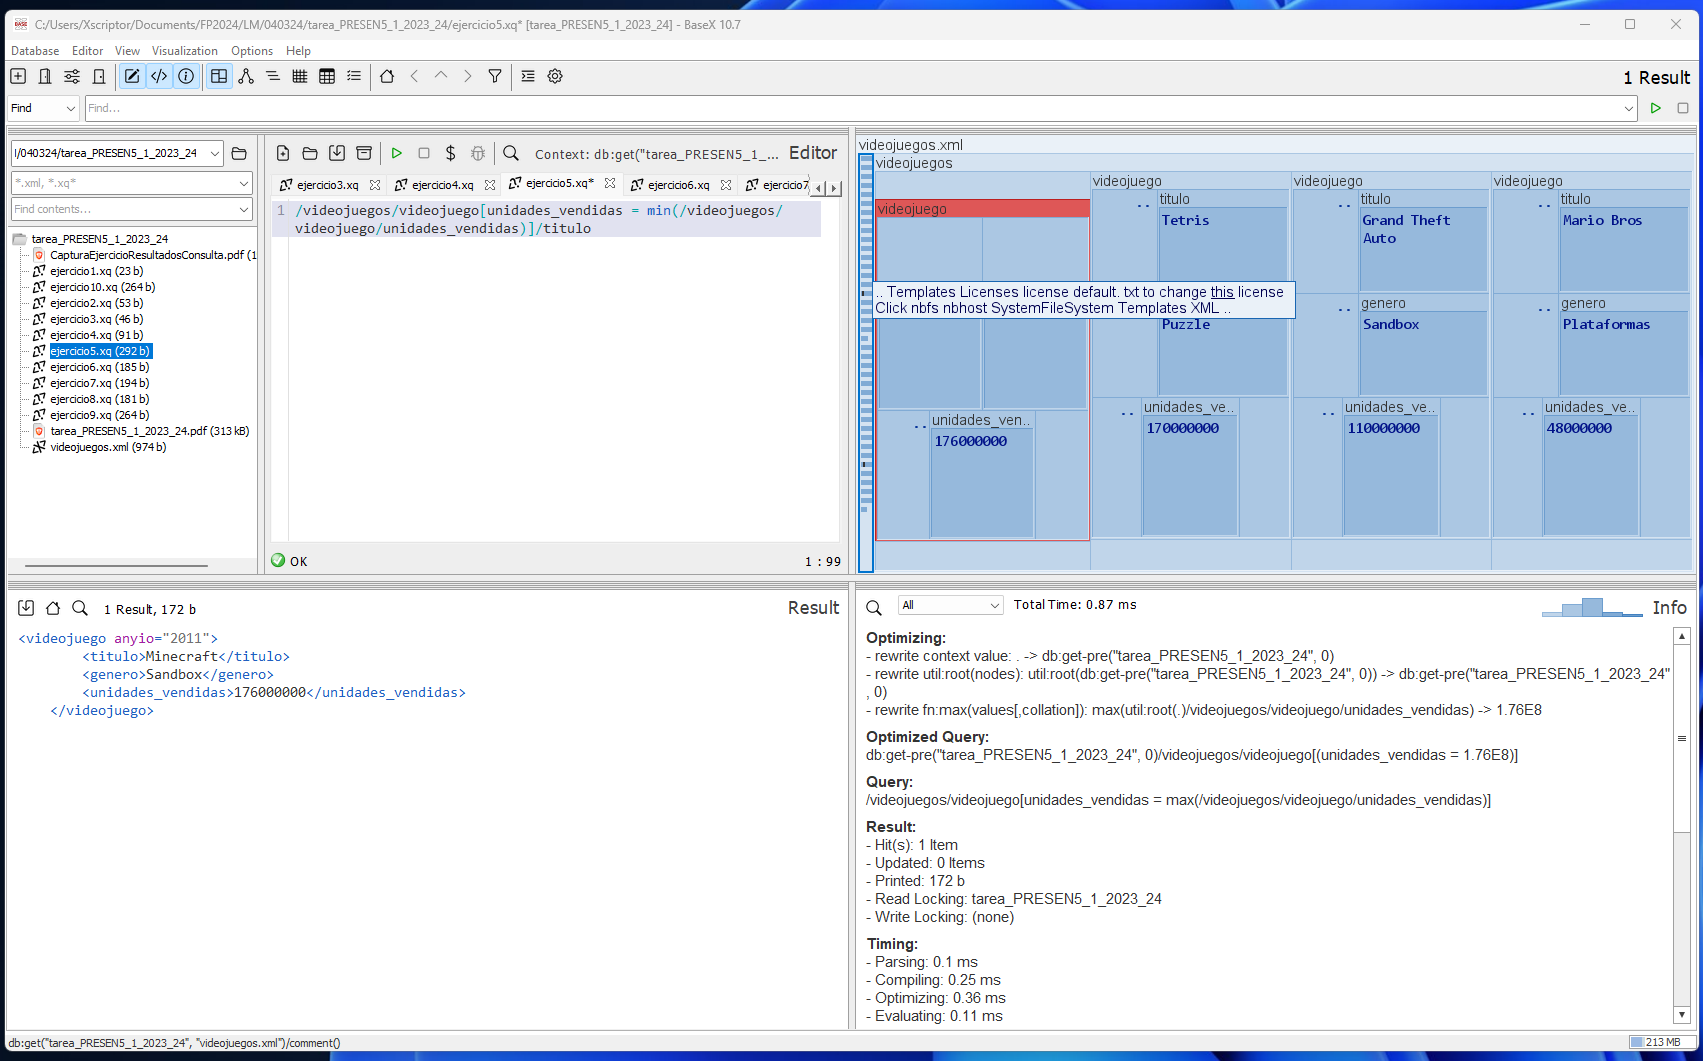 C:/Users/Xscriptor/Documents/FP2024/LM/040324/tarea_PRESEN5_1_2023_24/ejercicio5.xq* [tarea_PRESEN5_1_2023_24] - BaseX 10.7
Database Editor View Visualization Options Help
1 Result
Find Find...
l/040324/tarea_PRESEN5_1_2023_24
*.xml, *.xq*
Find contents...
tarea_PRESEN5_1_2023_24
CapturaEjercicioResultadosConsulta.pdf (1
ejercicio1.xq (23 b)
ejercicio10.xq (264 b)
ejercicio2.xq (53 b)
ejercicio3.xq (46 b)
ejercicio4.xq (91 b)
ejercicio5.xq (292 b)
ejercicio6.xq (185 b)
ejercicio7.xq (194 b)
ejercicio8.xq (181 b)
ejercicio9.xq (264 b)
tarea_PRESEN5_1_2023_24.pdf (313 kB)
videojuegos.xml (974 b)
$ Context: db:get("tarea_PRESEN5_1_... Editor
ejercicio3.xq ejercicio4.xq ejercicio5.xq* ejercicio6.xq ejercicio7
1 /videojuegos/videojuego[unidades_vendidas = min(/videojuegos/
videojuego/unidades_vendidas)]/titulo
OK 1 : 99
videojuegos.xml
videojuegos
videojuego videojuego videojuego
videojuego
.. titulo .. titulo .. titulo
Tetris Grand Theft Auto Mario Bros
.. Templates Licenses license default. txt to change this license
Click nbfs nbhost SystemFileSystem Templates XML ..
.. genero .. genero
Puzzle Sandbox Plataformas
.. unidades_ven.. .. unidades_ve.. .. unidades_ve.. .. unidades_ve..
176000000 170000000 110000000 48000000
1 Result, 172 b Result
<videojuego anyio="2011">
<titulo>Minecraft</titulo>
<genero>Sandbox</genero>
<unidades_vendidas>176000000</unidades_vendidas>
</videojuego>
All Total Time: 0.87 ms Info
Optimizing:
- rewrite context value: . -> db:get-pre("tarea_PRESEN5_1_2023_24", 0)
- rewrite util:root(nodes): util:root(db:get-pre("tarea_PRESEN5_1_2023_24", 0)) -> db:get-pre("tarea_PRESEN5_1_2023_24"
, 0)
- rewrite fn:max(values[,collation]): max(util:root(.)/videojuegos/videojuego/unidades_vendidas) -> 1.76E8
Optimized Query:
db:get-pre("tarea_PRESEN5_1_2023_24", 0)/videojuegos/videojuego[(unidades_vendidas = 1.76E8)]
Query:
/videojuegos/videojuego[unidades_vendidas = max(/videojuegos/videojuego/unidades_vendidas)]
Result:
- Hit(s): 1 Item
- Updated: 0 Items
- Printed: 172 b
- Read Locking: tarea_PRESEN5_1_2023_24
- Write Locking: (none)
Timing:
- Parsing: 0.1 ms
- Compiling: 0.25 ms
- Optimizing: 0.36 ms
- Evaluating: 0.11 ms
db:get("tarea_PRESEN5_1_2023_24", "videojuegos.xml")/comment()
213 MB